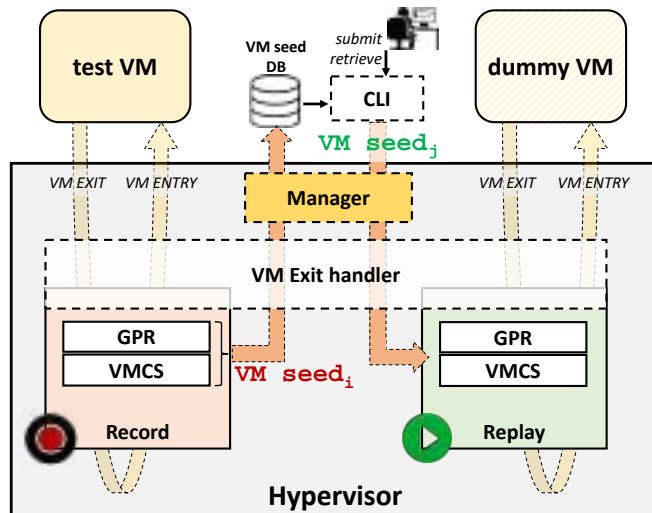 test VM
VM seed
DB
submit
retrieve
CLI
dummy VM
VM seedj
VM EXIT
VM ENTRY
Manager
VM EXIT
VM ENTRY
VM Exit handler
GPR
VMCS
VM seedi
GPR
VMCS
Record
Replay
Hypervisor